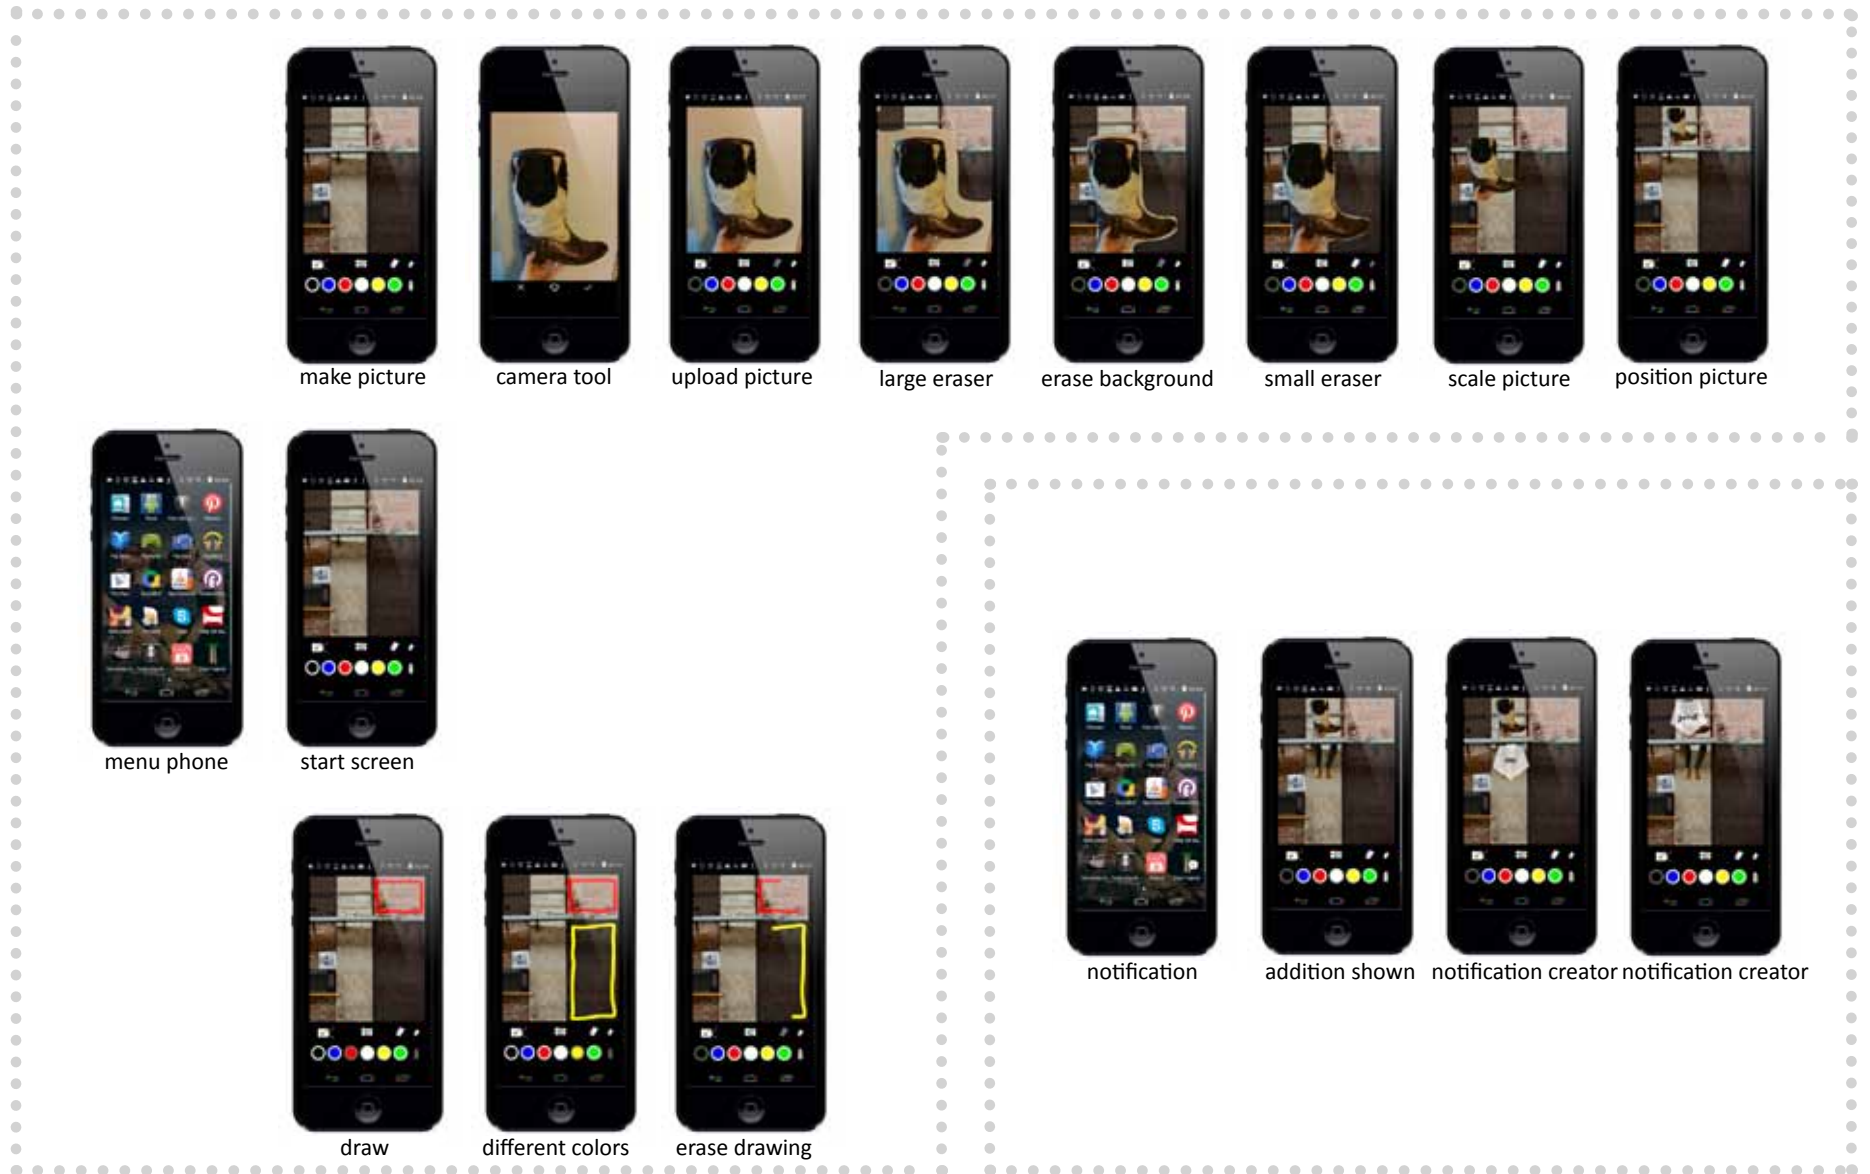 make picture
camera tool
upload picture
large eraser
erase background
small eraser
scale picture
position picture
menu phone
start screen
notification
addition shown
notification creator
notification creator
draw
different colors
erase drawing